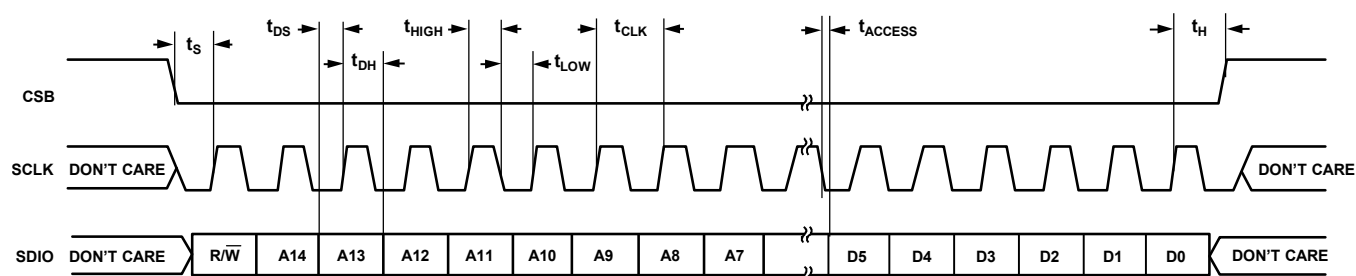 tDS tHIGH tCLK tACCESS tH
tS
tDH tLOW
CSB
SCLK DON'T CARE DON'T CARE
SDIO DON'T CARE R/W̅ A14 A13 A12 A11 A10 A9 A8 A7 D5 D4 D3 D2 D1 D0 DON'T CARE